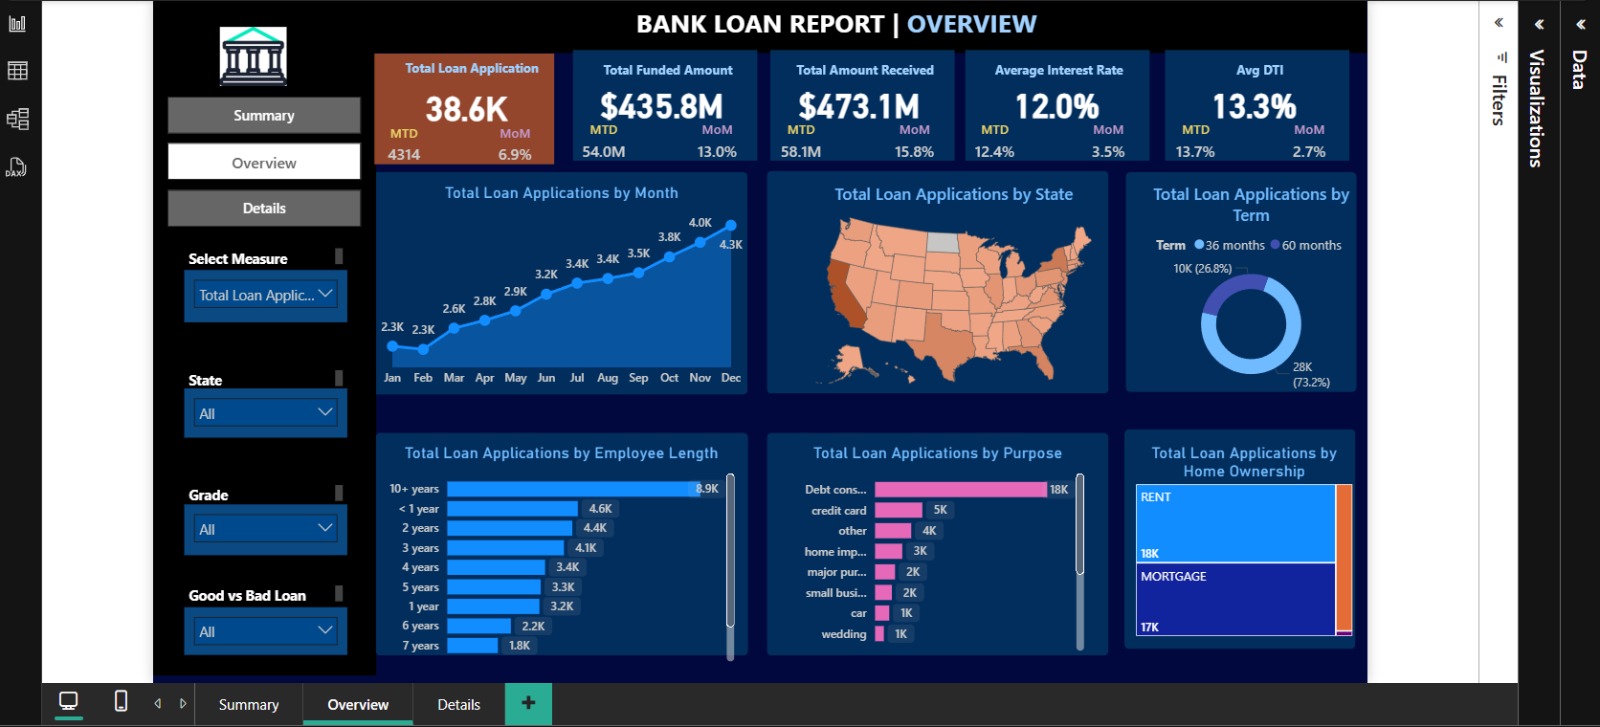 BANK LOAN REPORT | OVERVIEW
Summary
Overview
Details
Select Measure
Total Loan Applic...
State
All
Grade
All
Good vs Bad Loan
All
Total Loan Application
38.6K
MTD MoM
4314 6.9%
Total Funded Amount
$435.8M
MTD MoM
54.0M 13.0%
Total Amount Received
$473.1M
MTD MoM
58.1M 15.8%
Average Interest Rate
12.0%
MTD MoM
12.4% 3.5%
Avg DTI
13.3%
MTD MoM
13.7% 2.7%
Total Loan Applications by Month
2.3K 2.3K 2.6K 2.8K 2.9K 3.2K 3.4K 3.4K 3.5K 3.8K 4.0K 4.3K
Jan Feb Mar Apr May Jun Jul Aug Sep Oct Nov Dec
Total Loan Applications by State
Total Loan Applications by
Term
Term 36 months 60 months
10K (26.8%)
28K
(73.2%)
Total Loan Applications by Employee Length
10+ years 8.9K
< 1 year 4.6K
2 years 4.4K
3 years 4.1K
4 years 3.4K
5 years 3.3K
1 year 3.2K
6 years 2.2K
7 years 1.8K
Total Loan Applications by Purpose
Debt cons... 18K
credit card 5K
other 4K
home imp... 3K
major pur... 2K
small busi... 2K
car 1K
wedding 1K
Total Loan Applications by
Home Ownership
RENT
18K
MORTGAGE
17K
Filters
Visualizations
Data
DAX
Summary Overview Details +